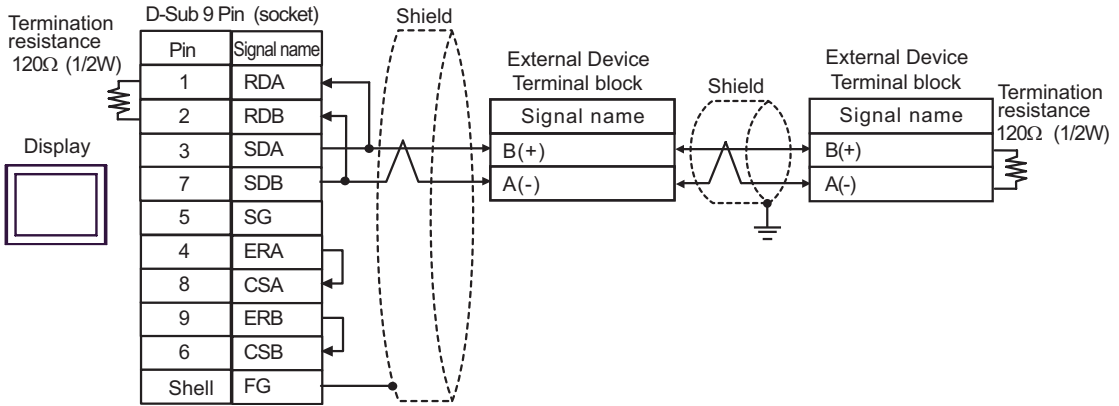 Termination
resistance
120Ω (1/2W)
Display
D-Sub 9 Pin (socket)
Pin Signal name
1 RDA
2 RDB
3 SDA
7 SDB
5 SG
4 ERA
8 CSA
9 ERB
6 CSB
Shell FG
Shield
External Device
Terminal block
Signal name
B(+)
A(-)
Shield
External Device
Terminal block
Signal name
B(+)
A(-)
Termination
resistance
120Ω (1/2W)